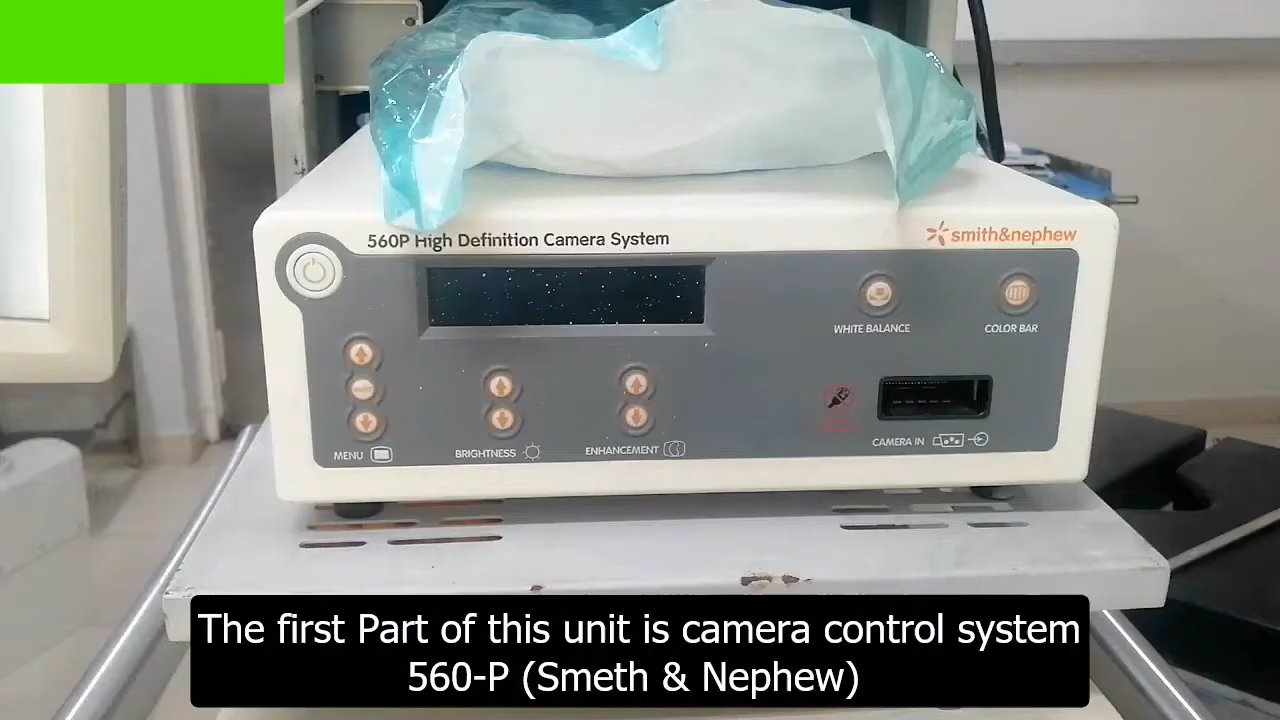 560P High Definition Camera System
smith&nephew
WHITE BALANCE
COLOR BAR
MENU
BRIGHTNESS
ENHANCEMENT
CAMERA IN
The first Part of this unit is camera control system
560-P (Smeth & Nephew)